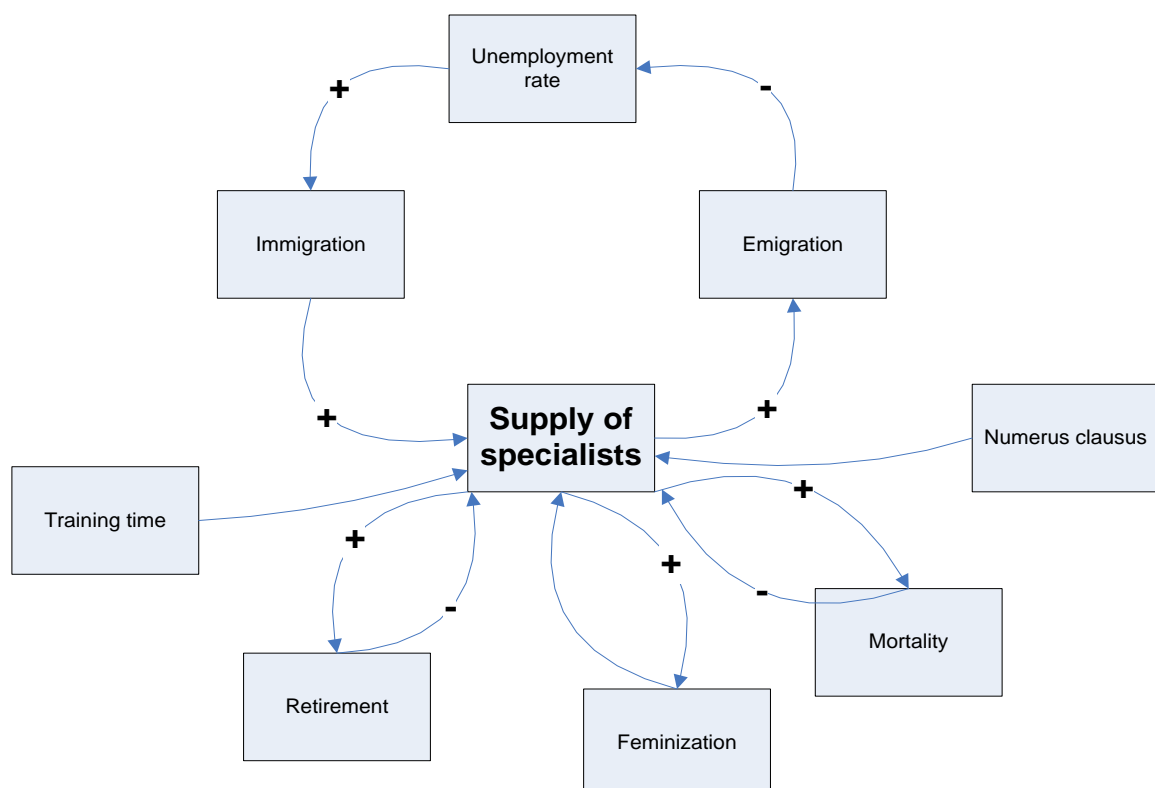 Unemployment
rate
+
-
Immigration
Emigration
+
+
Supply of
specialists
Numerus clausus
Training time
+
+
+
-
-
Mortality
Retirement
Feminization